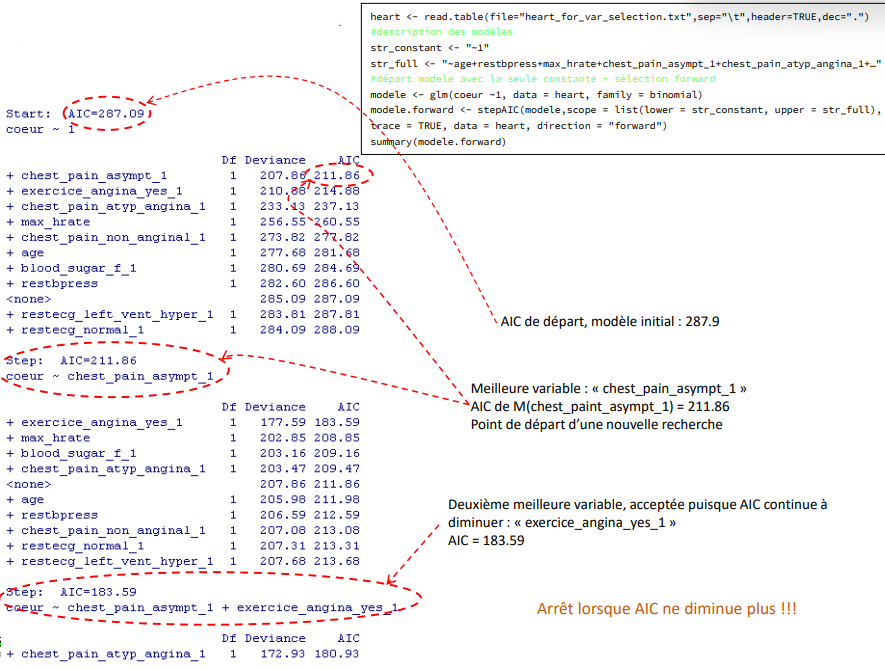 heart <- read.table(file="heart_for_var_selection.txt",sep="\t",header=TRUE,dec=".")
#description des modèles
str_constant <- "~1"
str_full <- "~age+restbpress+max_hrate+chest_pain_asympt_1+chest_pain_atyp_angina_1+…"
#départ modele avec la seule constante + sélection forward
modele <- glm(coeur ~1, data = heart, family = binomial)
modele.forward <- stepAIC(modele,scope = list(lower = str_constant, upper = str_full),
trace = TRUE, data = heart, direction = "forward")
summary(modele.forward)
Start:  AIC=287.09
coeur ~ 1
Df Deviance AIC
+ chest_pain_asympt_1 1 207.86 211.86
+ exercice_angina_yes_1 1 210.88 214.88
+ chest_pain_atyp_angina_1 1 233.13 237.13
+ max_hrate 1 256.55 260.55
+ chest_pain_non_anginal_1 1 273.82 277.82
+ age 1 277.68 281.68
+ blood_sugar_f_1 1 280.69 284.69
+ restbpress 1 282.60 286.60
<none> 285.09 287.09
+ restecg_left_vent_hyper_1 1 283.81 287.81
+ restecg_normal_1 1 284.09 288.09
AIC de départ, modèle initial : 287.9
Step:  AIC=211.86
coeur ~ chest_pain_asympt_1
Meilleure variable : « chest_pain_asympt_1 »
AIC de M(chest_paint_asympt_1) = 211.86
Point de départ d'une nouvelle recherche
Df Deviance AIC
+ exercice_angina_yes_1 1 177.59 183.59
+ max_hrate 1 202.85 208.85
+ blood_sugar_f_1 1 203.16 209.16
+ chest_pain_atyp_angina_1 1 203.47 209.47
<none> 207.86 211.86
+ age 1 205.98 211.98
+ restbpress 1 206.59 212.59
+ chest_pain_non_anginal_1 1 207.08 213.08
+ restecg_normal_1 1 207.31 213.31
+ restecg_left_vent_hyper_1 1 207.68 213.68
Deuxième meilleure variable, acceptée puisque AIC continue à
diminuer : « exercice_angina_yes_1 »
AIC = 183.59
Step:  AIC=183.59
coeur ~ chest_pain_asympt_1 + exercice_angina_yes_1
Arrêt lorsque AIC ne diminue plus !!!
Df Deviance AIC
+ chest_pain_atyp_angina_1 1 172.93 180.93